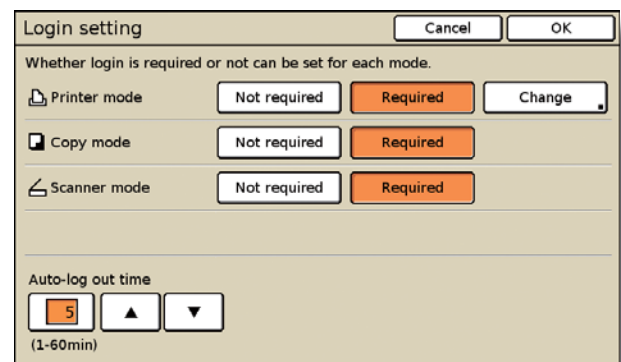 Login setting Cancel OK
Whether login is required or not can be set for each mode.
Printer mode Not required Required Change
Copy mode Not required Required
Scanner mode Not required Required
Auto-log out time
5
(1-60min)